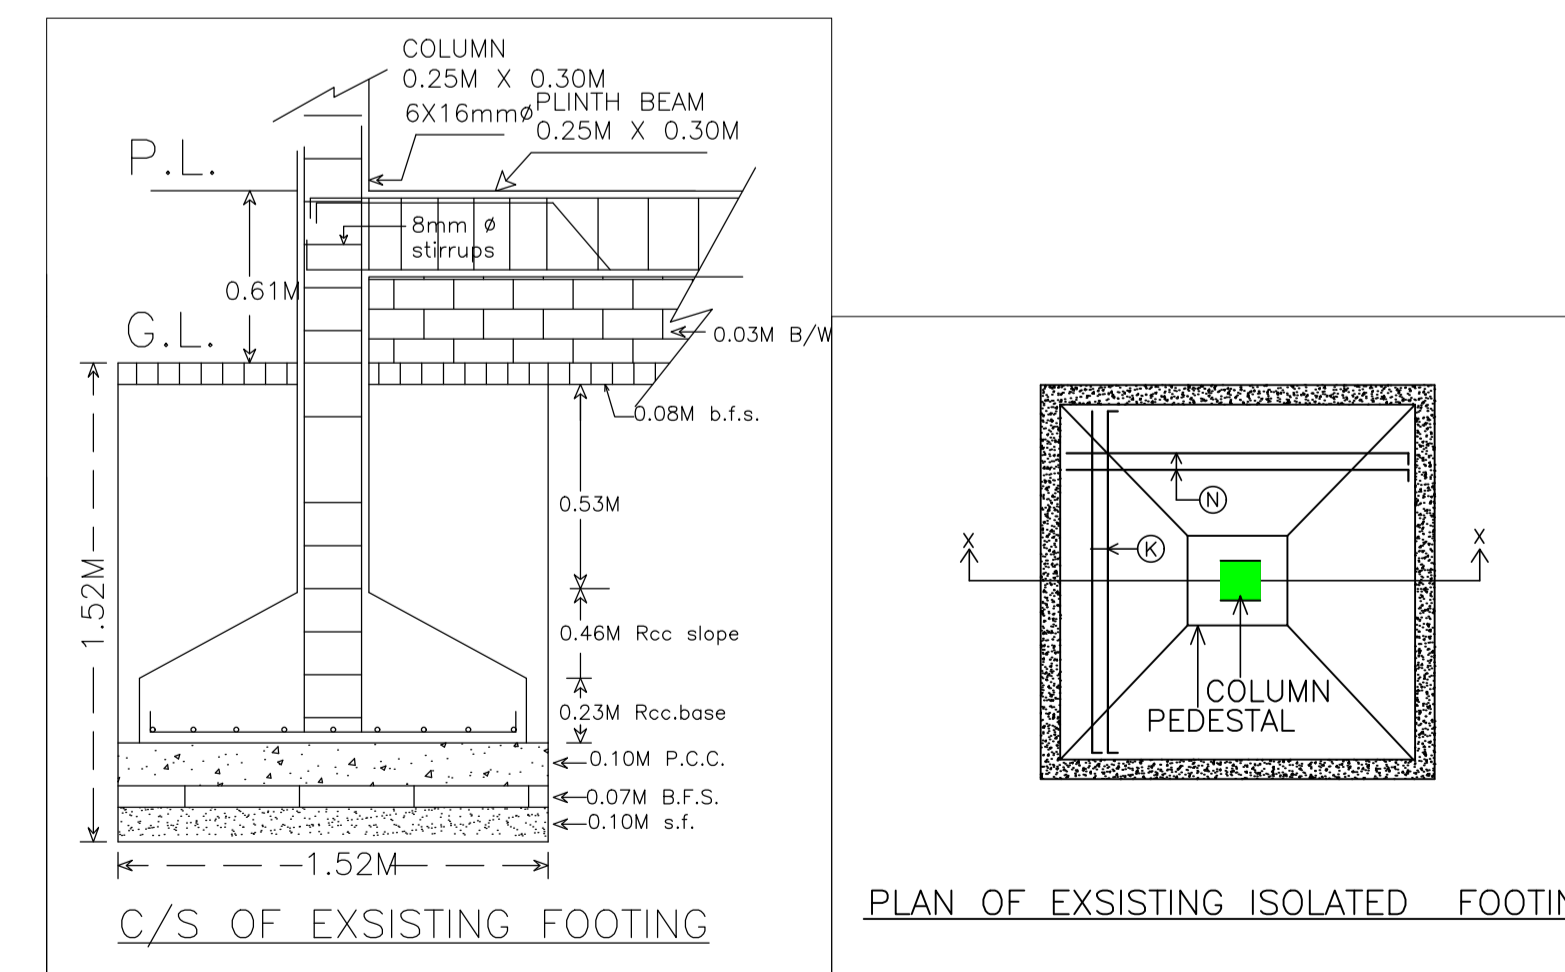 COLUMN
0.25M X 0.30M
6X16mmø
PLINTH BEAM
0.25M X 0.30M
P.L.
8mm ø
stirrups
0.61M
G.L.
0.03M B/W
0.08M b.f.s.
0.53M
1.52M
0.46M Rcc slope
0.23M Rcc.base
0.10M P.C.C.
0.07M B.F.S.
0.10M s.f.
1.52M
C/S OF EXSISTING FOOTING
N
K
X
X
COLUMN
PEDESTAL
PLAN OF EXSISTING ISOLATED FOOTIN